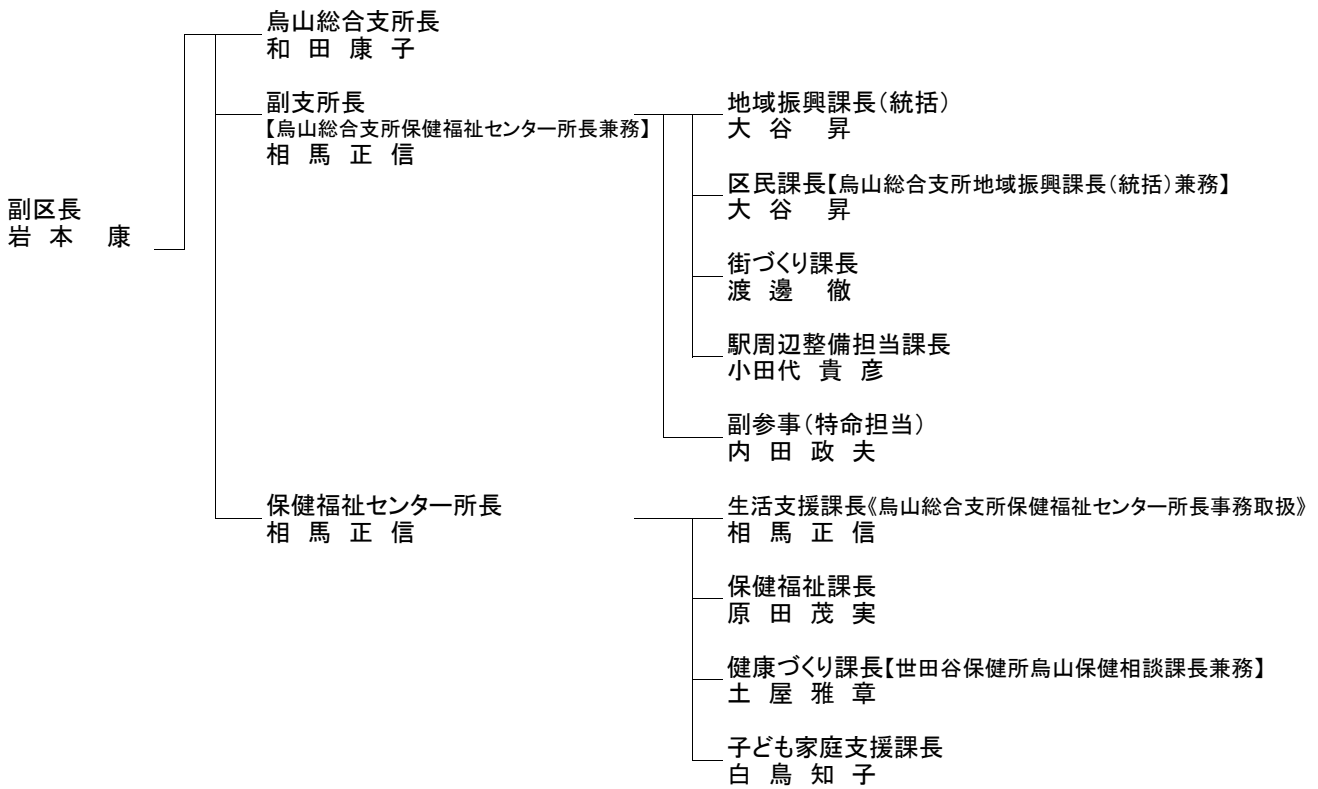 副区長
岩本 康
烏山総合支所長
和田康子
副支所長
【烏山総合支所保健福祉センター所長兼務】
相馬正信
地域振興課長(統括)
大谷 昇
区民課長【烏山総合支所地域振興課長(統括)兼務】
大谷 昇
街づくり課長
渡邊 徹
駅周辺整備担当課長
小田代貴彦
副参事(特命担当)
内田政夫
保健福祉センター所長
相馬正信
生活支援課長《烏山総合支所保健福祉センター所長事務取扱》
相馬正信
保健福祉課長
原田茂実
健康づくり課長【世田谷保健所烏山保健相談課長兼務】
土屋雅章
子ども家庭支援課長
白鳥知子